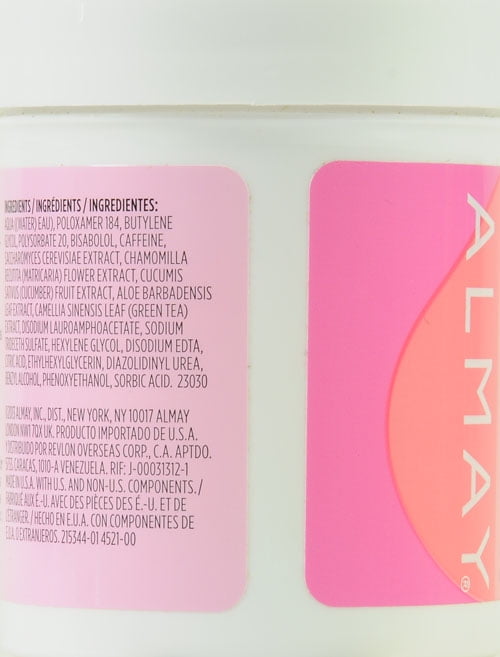 INGREDIENTS / INGRÉDIENTS / INGREDIENTES:
AQUA ((WATER) EAU), POLOXAMER 184, BUTYLENE
GLYCOL, POLYSORBATE 20, BISABOLOL, CAFFEINE,
SACCHAROMYCES CEREVISIAE EXTRACT, CHAMOMILLA
RECUTITA (MATRICARIA) FLOWER EXTRACT, CUCUMIS
SATIVUS (CUCUMBER) FRUIT EXTRACT, ALOE BARBADENSIS
LEAF EXTRACT, CAMELLIA SINENSIS LEAF (GREEN TEA)
EXTRACT, DISODIUM LAUROAMPHOACETATE, SODIUM
TRIDECETH SULFATE, HEXYLENE GLYCOL, DISODIUM EDTA,
CITRIC ACID, ETHYLHEXYLGLYCERIN, DIAZOLIDINYL UREA,
BENZYL ALCOHOL, PHENOXYETHANOL, SORBIC ACID. 23030
©2013 ALMAY, INC., DIST., NEW YORK, NY 10017 ALMAY
LONDON NW1 7QX UK. PRODUCTO IMPORTADO DE U.S.A.
Y DISTRIBUIDO POR REVLON OVERSEAS CORP., C.A. APTDO.
CARACAS, 1010-A VENEZUELA. RIF: J-00031312-1
MADE IN U.S.A. WITH U.S. AND NON-U.S. COMPONENTS. /
FABRIQUÉ AUX É.-U. AVEC DES PIÈCES DES É.-U. ET DE
L'ÉTRANGER. / HECHO EN E.U.A. CON COMPONENTES DE
E.U.A. O EXTRANJEROS. 215344-01 4521-00
ALMAY®